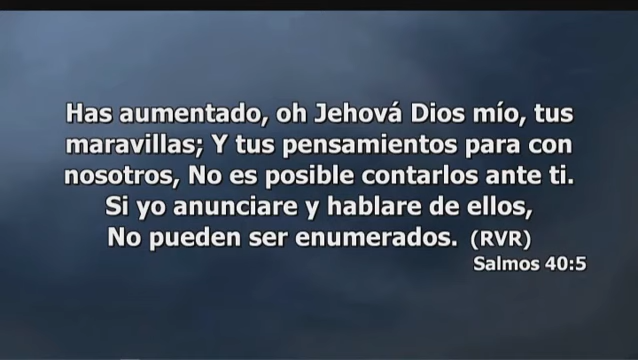 Has aumentado, oh Jehová Dios mío, tus
maravillas; Y tus pensamientos para con
nosotros, No es posible contarlos ante ti.
Si yo anunciare y hablare de ellos,
No pueden ser enumerados. (RVR)
Salmos 40:5